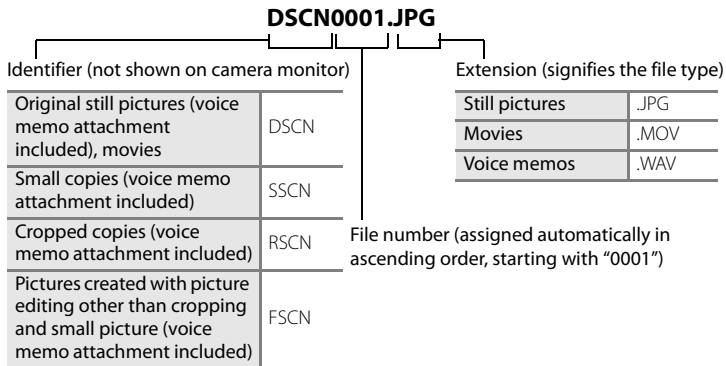 DSCN0001.JPG
Identifier (not shown on camera monitor)
Original still pictures (voice
memo attachment
included), movies
DSCN
Small copies (voice memo
attachment included)
SSCN
Cropped copies (voice
memo attachment included)
RSCN
Pictures created with picture
editing other than cropping
and small picture (voice
memo attachment included)
FSCN
Extension (signifies the file type)
Still pictures .JPG
Movies .MOV
Voice memos .WAV
File number (assigned automatically in
ascending order, starting with “0001”)